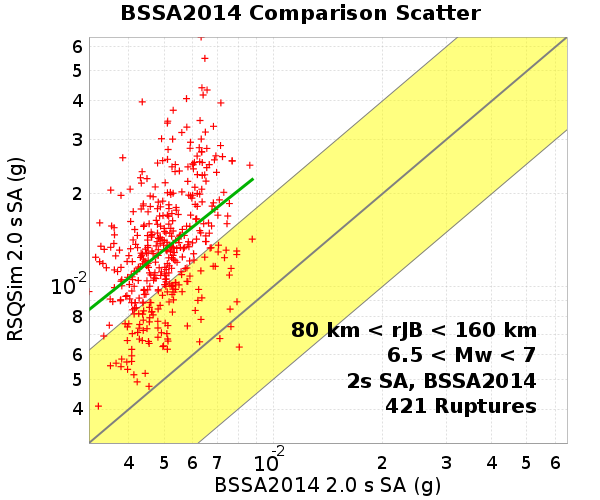 BSSA2014 Comparison Scatter
RSQSim 2.0 s SA (g)
6
5
4
3
2
10-2
8
6
5
4
80 km < rJB < 160 km
6.5 < Mw < 7
2s SA, BSSA2014
421 Ruptures
4 5 6 7 10-2 2 3 4 5 6
BSSA2014 2.0 s SA (g)